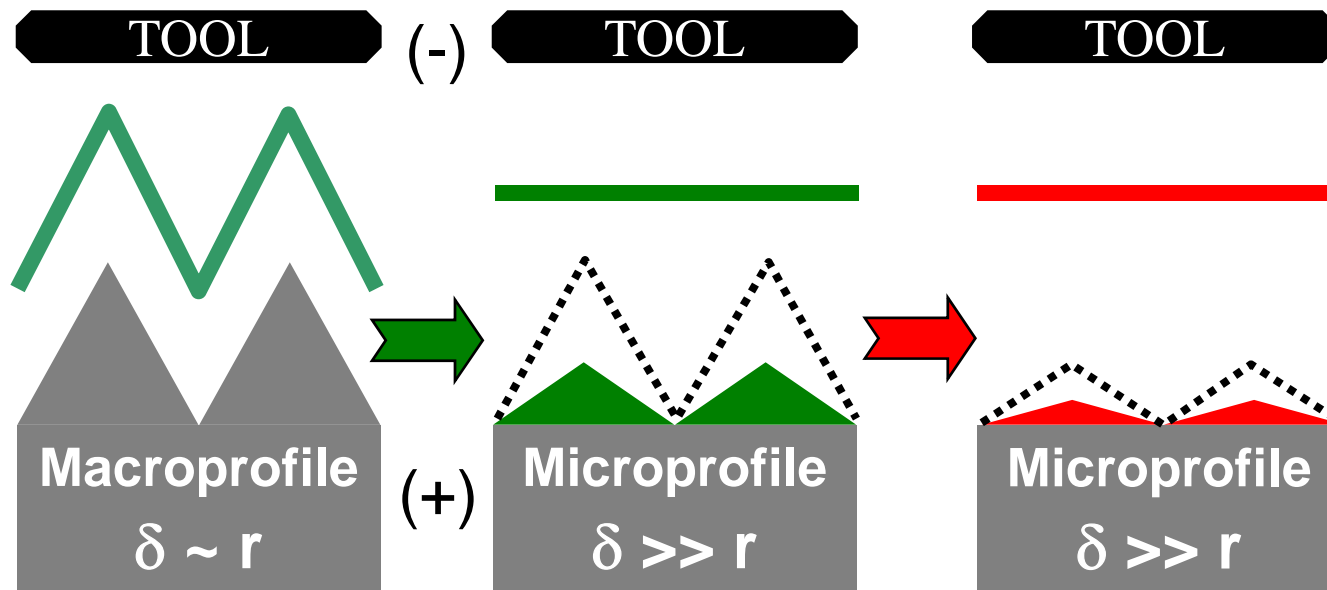 TOOL
(-)
TOOL
TOOL
Macroprofile
δ ~ r
(+)
Microprofile
δ >> r
Microprofile
δ >> r